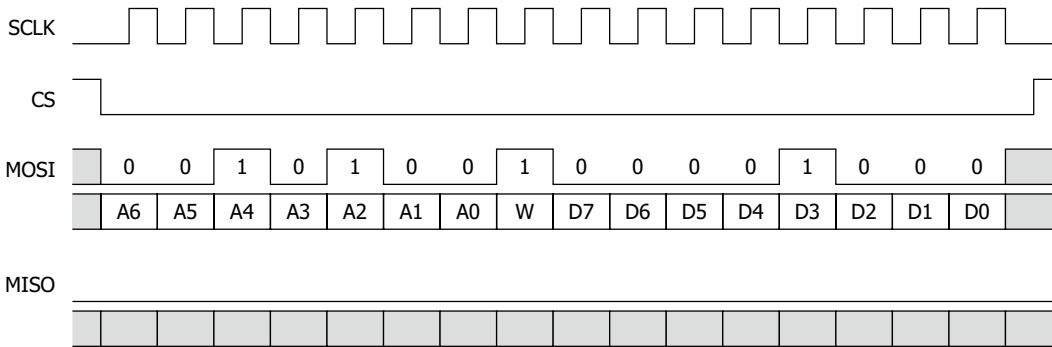 SCLK
CS
MOSI 0 0 1 0 1 0 0 1 0 0 0 0 1 0 0 0
A6 A5 A4 A3 A2 A1 A0 W D7 D6 D5 D4 D3 D2 D1 D0
MISO